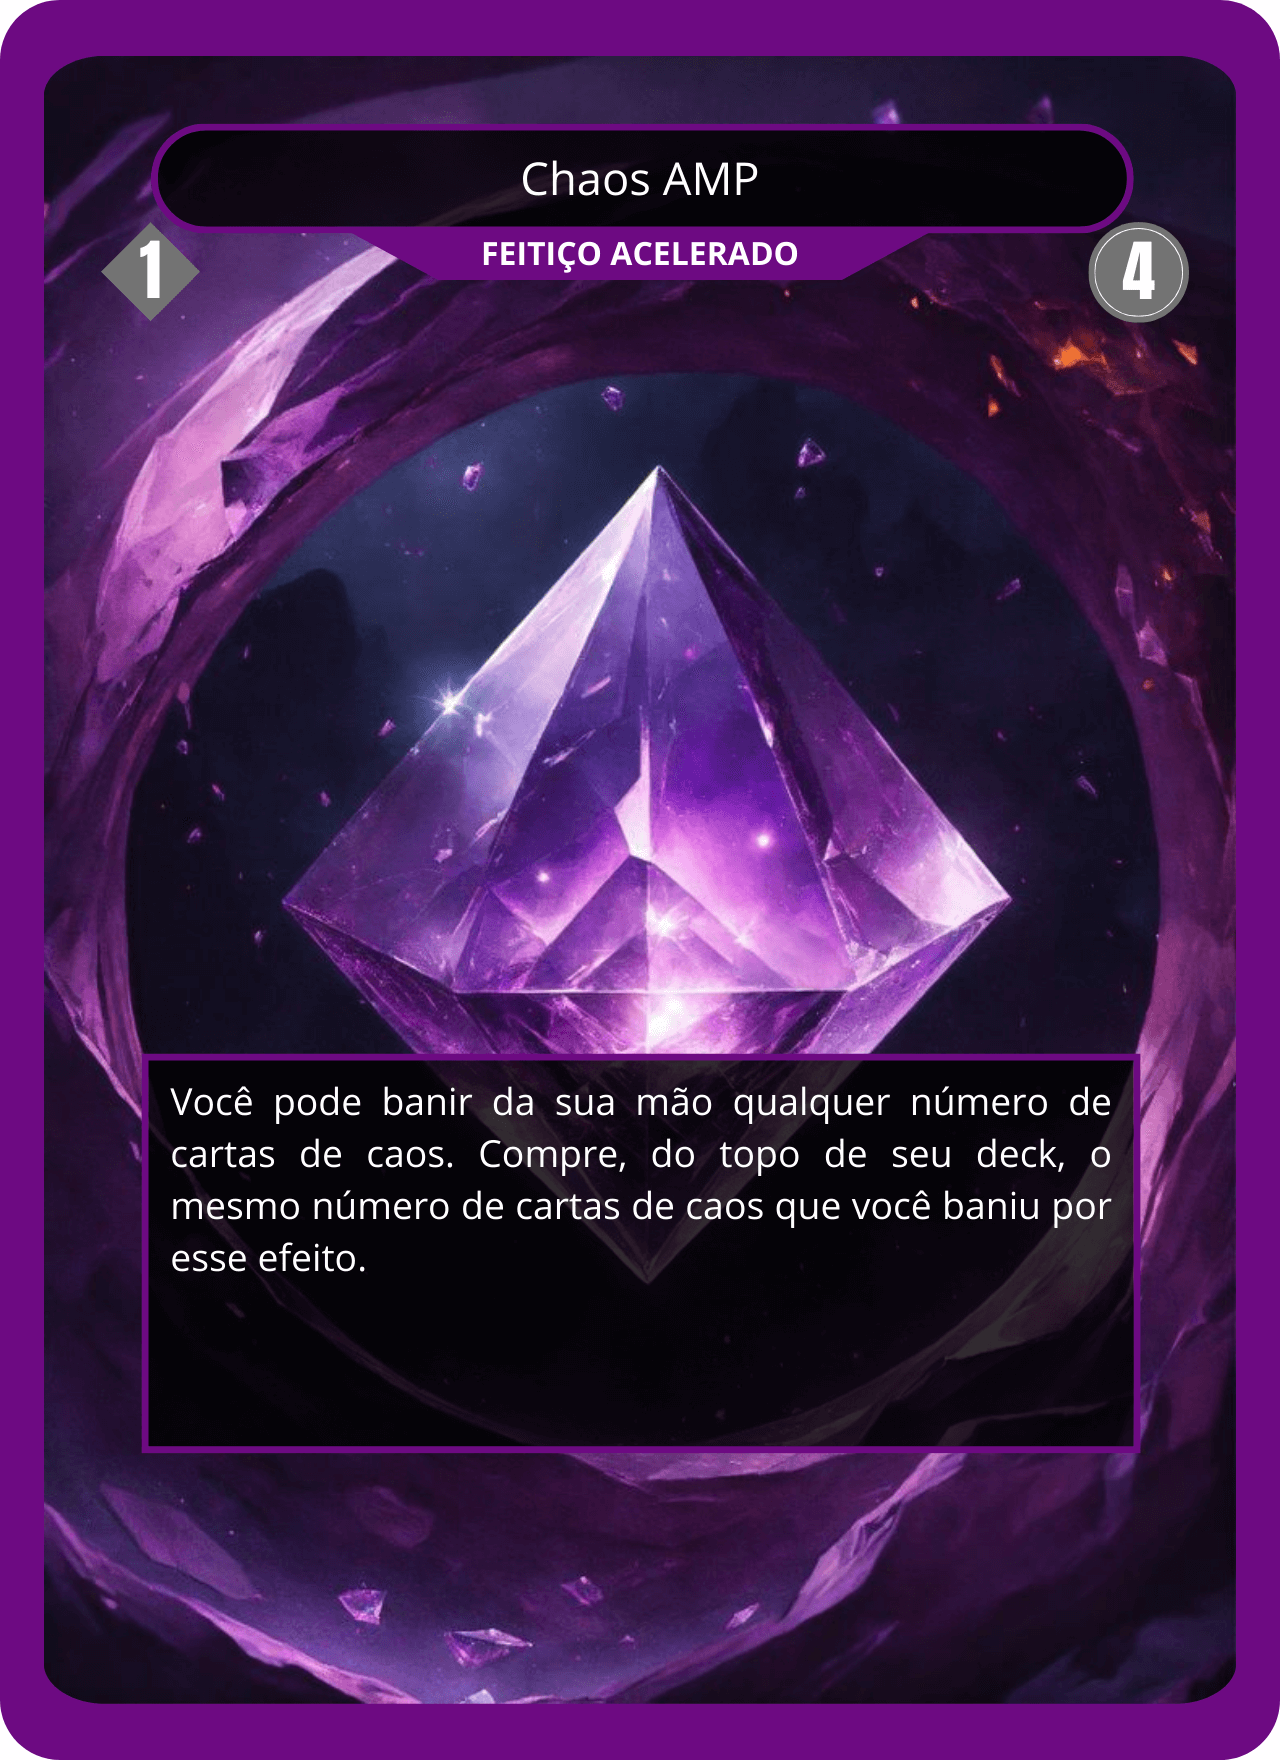 Chaos AMP
FEITIÇO ACELERADO
1
4
Você pode banir da sua mão qualquer número de
cartas de caos. Compre, do topo de seu deck, o
mesmo número de cartas de caos que você baniu por
esse efeito.